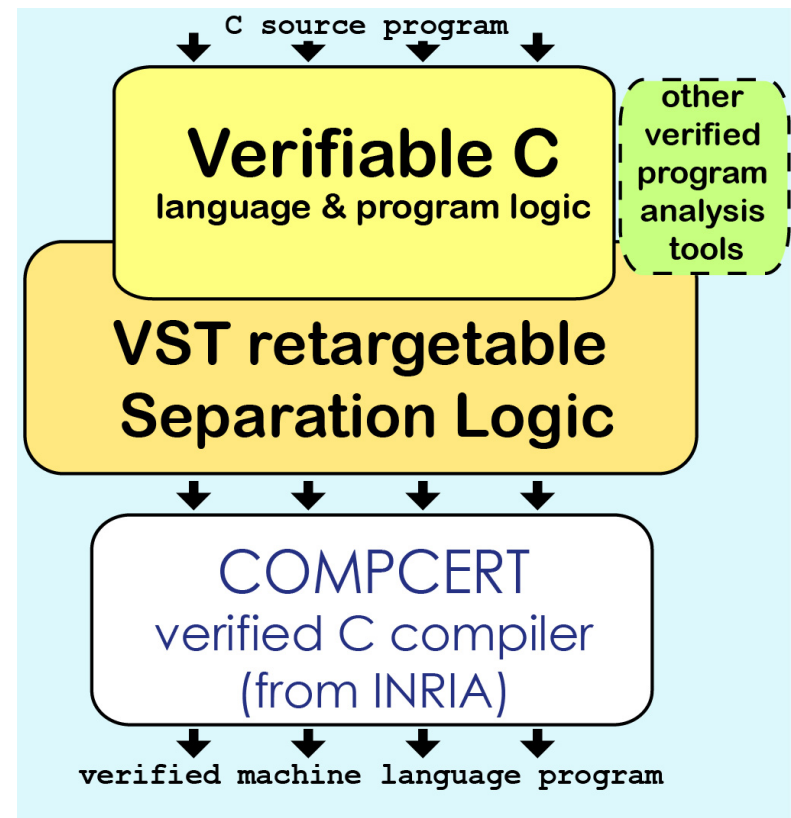 C source program
Verifiable C
language & program logic
other
verified
program
analysis
tools
VST retargetable
Separation Logic
COMPCERT
verified C compiler
(from INRIA)
verified machine language program